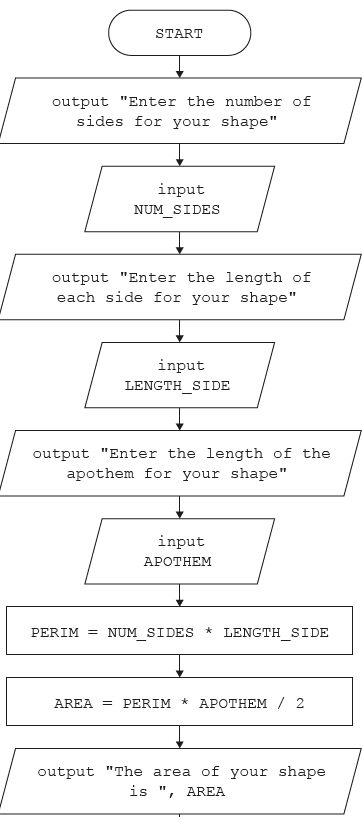 START
output "Enter the number of
sides for your shape"
input
NUM_SIDES
output "Enter the length of
each side for your shape"
input
LENGTH_SIDE
output "Enter the length of the
apothem for your shape"
input
APOTHEM
PERIM = NUM_SIDES * LENGTH_SIDE
AREA = PERIM * APOTHEM / 2
output "The area of your shape
is ", AREA